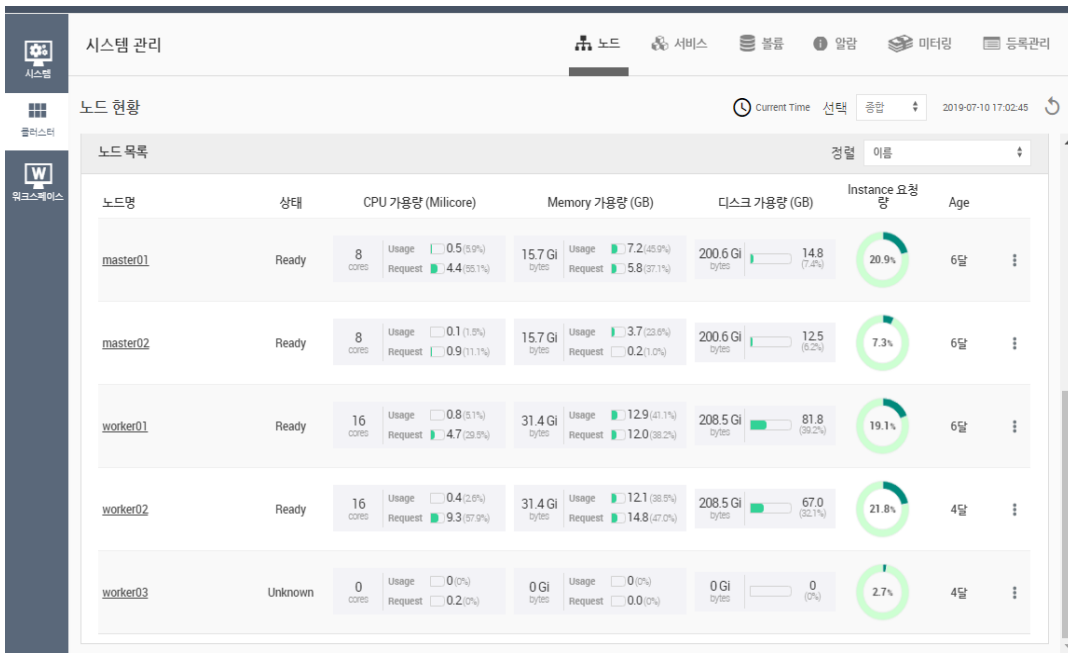 시스템 관리 노드 서비스 볼륨 알람 미터링 등록관리
시스템
노드 현황 Current Time 선택 종합 2019-07-10 17:02:45
클러스터
노드 목록 정렬 이름
W
워크스페이스
노드명 상태 CPU 가용량 (Milicore) Memory 가용량 (GB) 디스크 가용량 (GB) Instance 요청량 Age
master01 Ready 8 cores Usage 0.5 (5.9%) Request 4.4 (55.1%) 15.7 Gi bytes Usage 7.2 (45.9%) Request 5.8 (37.1%) 200.6 Gi bytes 14.8 (7.4%) 20.9% 6달
master02 Ready 8 cores Usage 0.1 (1.5%) Request 0.9 (11.1%) 15.7 Gi bytes Usage 3.7 (23.6%) Request 0.2 (1.0%) 200.6 Gi bytes 12.5 (6.2%) 7.3% 6달
worker01 Ready 16 cores Usage 0.8 (5.1%) Request 4.7 (29.5%) 31.4 Gi bytes Usage 12.9 (41.1%) Request 12.0 (38.2%) 208.5 Gi bytes 81.8 (39.2%) 19.1% 6달
worker02 Ready 16 cores Usage 0.4 (2.6%) Request 9.3 (57.9%) 31.4 Gi bytes Usage 12.1 (38.5%) Request 14.8 (47.0%) 208.5 Gi bytes 67.0 (32.1%) 21.8% 4달
worker03 Unknown 0 cores Usage 0 (0%) Request 0.2 (0%) 0 Gi bytes Usage 0 (0%) Request 0.0 (0%) 0 Gi bytes 0 (0%) 2.7% 4달